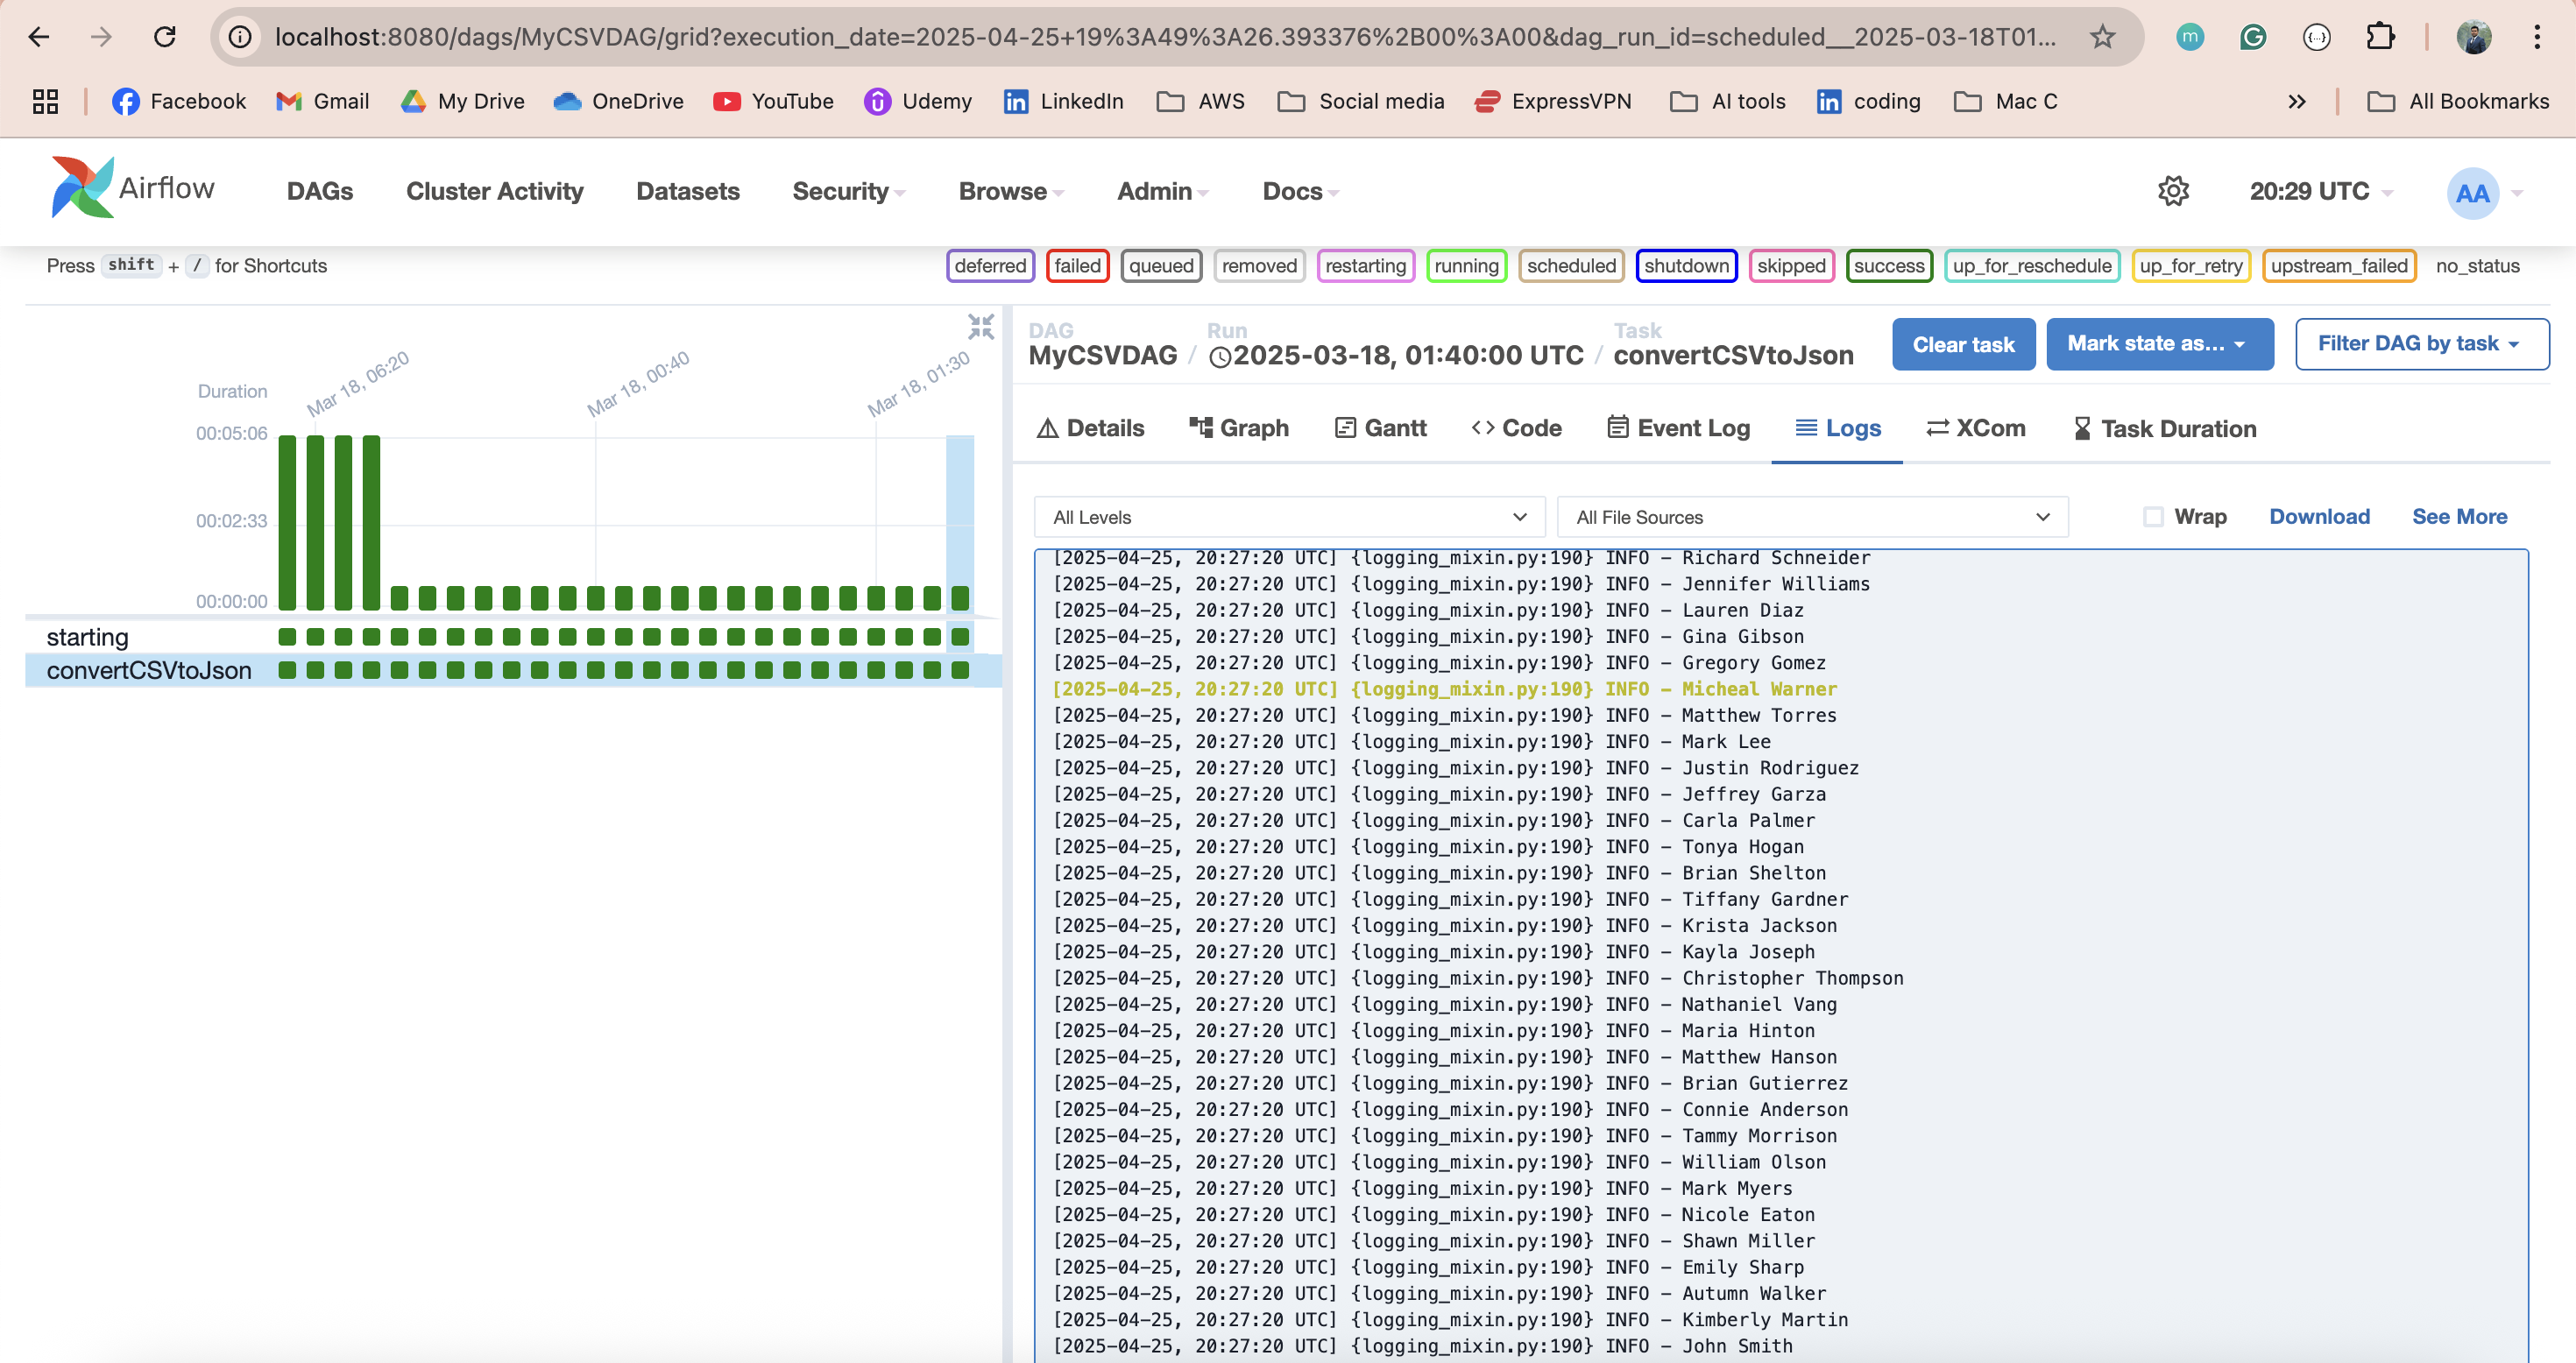 localhost:8080/dags/MyCSVDAG/grid?execution_date=2025-04-25+19%3A49%3A26.393376%2B00%3A00&dag_run_id=scheduled__2025-03-18T01...
m
Facebook Gmail My Drive OneDrive YouTube Udemy LinkedIn AWS Social media ExpressVPN AI tools coding Mac C All Bookmarks
Airflow DAGs Cluster Activity Datasets Security Browse Admin Docs 20:29 UTC AA
Press shift + / for Shortcuts deferred failed queued removed restarting running scheduled shutdown skipped success up_for_reschedule up_for_retry upstream_failed no_status
DAG Run Task
MyCSVDAG / 2025-03-18, 01:40:00 UTC / convertCSVtoJson Clear task Mark state as... Filter DAG by task
Mar 18, 06:20 Mar 18, 00:40 Mar 18, 01:30
Duration
00:05:06
00:02:33
00:00:00
starting
convertCSVtoJson
Details Graph Gantt Code Event Log Logs XCom Task Duration
All Levels All File Sources Wrap Download See More
[2025-04-25, 20:27:20 UTC] {logging_mixin.py:190} INFO - Richard Schneider
[2025-04-25, 20:27:20 UTC] {logging_mixin.py:190} INFO - Jennifer Williams
[2025-04-25, 20:27:20 UTC] {logging_mixin.py:190} INFO - Lauren Diaz
[2025-04-25, 20:27:20 UTC] {logging_mixin.py:190} INFO - Gina Gibson
[2025-04-25, 20:27:20 UTC] {logging_mixin.py:190} INFO - Gregory Gomez
[2025-04-25, 20:27:20 UTC] {logging_mixin.py:190} INFO - Micheal Warner
[2025-04-25, 20:27:20 UTC] {logging_mixin.py:190} INFO - Matthew Torres
[2025-04-25, 20:27:20 UTC] {logging_mixin.py:190} INFO - Mark Lee
[2025-04-25, 20:27:20 UTC] {logging_mixin.py:190} INFO - Justin Rodriguez
[2025-04-25, 20:27:20 UTC] {logging_mixin.py:190} INFO - Jeffrey Garza
[2025-04-25, 20:27:20 UTC] {logging_mixin.py:190} INFO - Carla Palmer
[2025-04-25, 20:27:20 UTC] {logging_mixin.py:190} INFO - Tonya Hogan
[2025-04-25, 20:27:20 UTC] {logging_mixin.py:190} INFO - Brian Shelton
[2025-04-25, 20:27:20 UTC] {logging_mixin.py:190} INFO - Tiffany Gardner
[2025-04-25, 20:27:20 UTC] {logging_mixin.py:190} INFO - Krista Jackson
[2025-04-25, 20:27:20 UTC] {logging_mixin.py:190} INFO - Kayla Joseph
[2025-04-25, 20:27:20 UTC] {logging_mixin.py:190} INFO - Christopher Thompson
[2025-04-25, 20:27:20 UTC] {logging_mixin.py:190} INFO - Nathaniel Vang
[2025-04-25, 20:27:20 UTC] {logging_mixin.py:190} INFO - Maria Hinton
[2025-04-25, 20:27:20 UTC] {logging_mixin.py:190} INFO - Matthew Hanson
[2025-04-25, 20:27:20 UTC] {logging_mixin.py:190} INFO - Brian Gutierrez
[2025-04-25, 20:27:20 UTC] {logging_mixin.py:190} INFO - Connie Anderson
[2025-04-25, 20:27:20 UTC] {logging_mixin.py:190} INFO - Tammy Morrison
[2025-04-25, 20:27:20 UTC] {logging_mixin.py:190} INFO - William Olson
[2025-04-25, 20:27:20 UTC] {logging_mixin.py:190} INFO - Mark Myers
[2025-04-25, 20:27:20 UTC] {logging_mixin.py:190} INFO - Nicole Eaton
[2025-04-25, 20:27:20 UTC] {logging_mixin.py:190} INFO - Shawn Miller
[2025-04-25, 20:27:20 UTC] {logging_mixin.py:190} INFO - Emily Sharp
[2025-04-25, 20:27:20 UTC] {logging_mixin.py:190} INFO - Autumn Walker
[2025-04-25, 20:27:20 UTC] {logging_mixin.py:190} INFO - Kimberly Martin
[2025-04-25, 20:27:20 UTC] {logging_mixin.py:190} INFO - John Smith